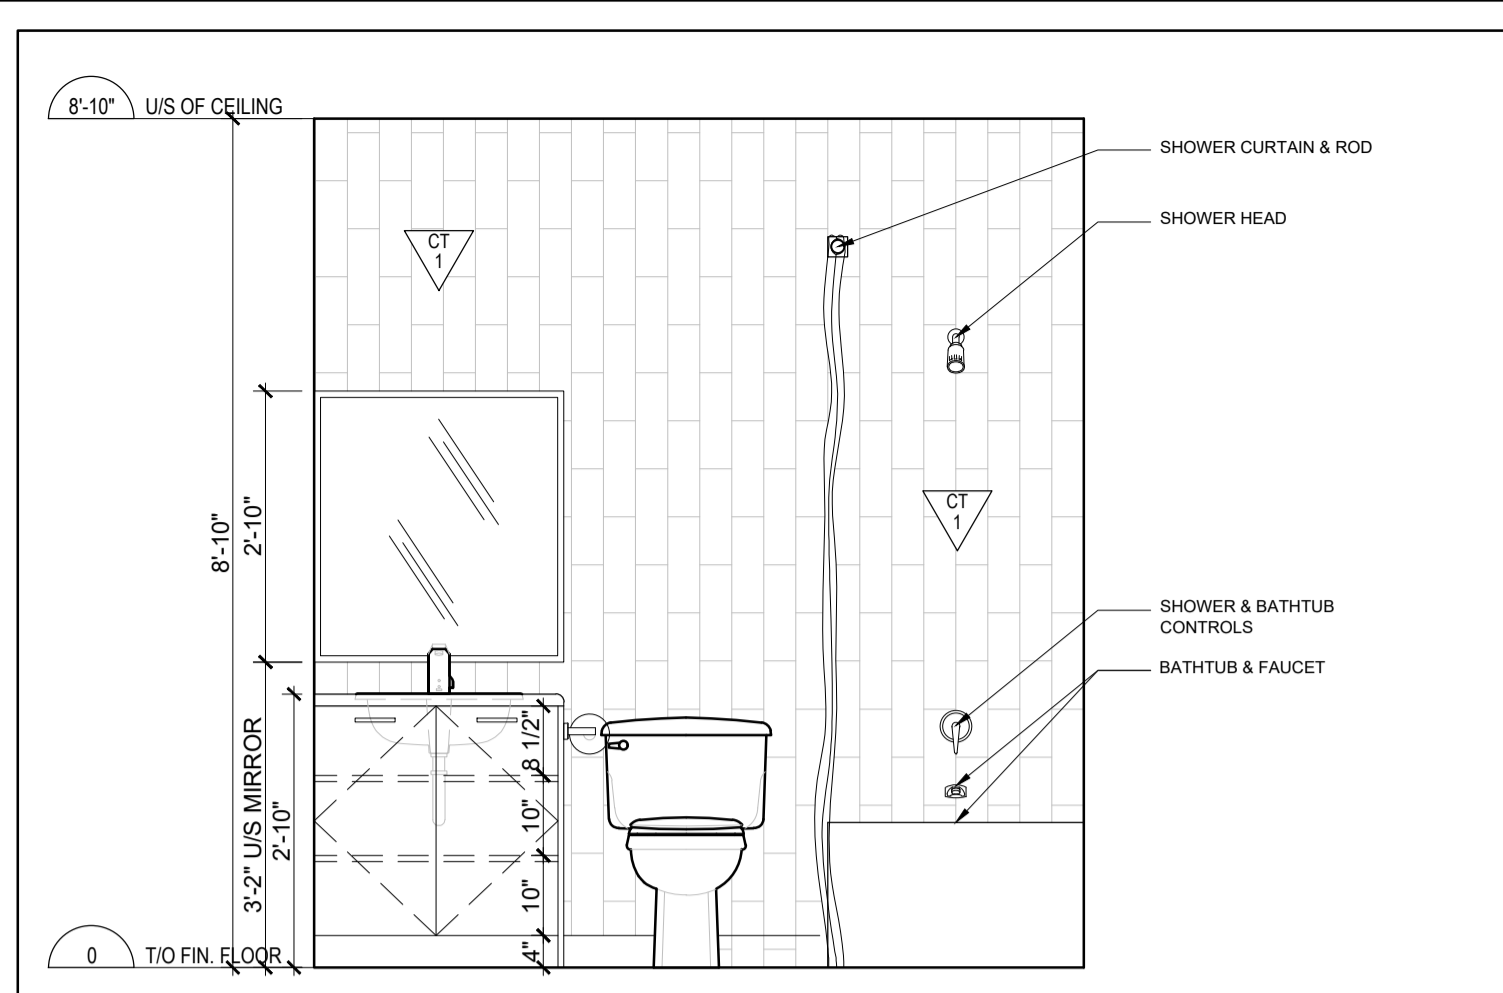 8'-10" U/S OF CEILING
SHOWER CURTAIN & ROD
SHOWER HEAD
CT
1
CT
1
8'-10"
2'-10"
SHOWER & BATHTUB
CONTROLS
BATHTUB & FAUCET
3'-2" U/S MIRROR
2'-10"
8 1/2"
10"
10"
4"
0 T/O FIN. FLOOR